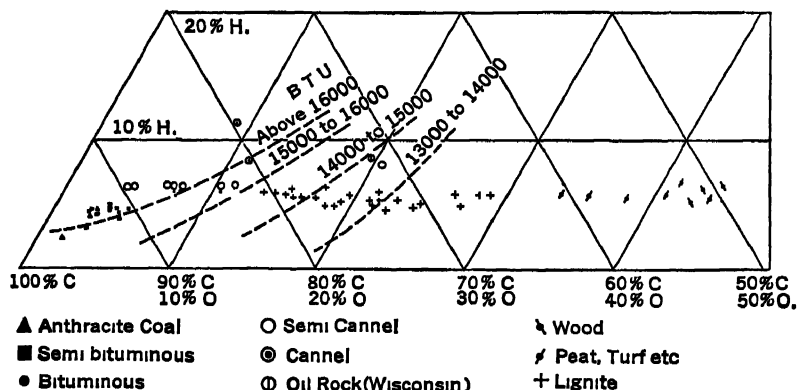 20% H.
10% H.
B T U
Above 16000
15000 to 16000
14000 to 15000
13000 to 14000
100% C 90% C 80% C 70% C 60% C 50% C
10% O 20% O 30% O 40% O 50% O.
Anthracite Coal Semi Cannel Wood
Semi bituminous Cannel Peat, Turf etc
Bituminous Oil Rock (Wisconsin) Lignite